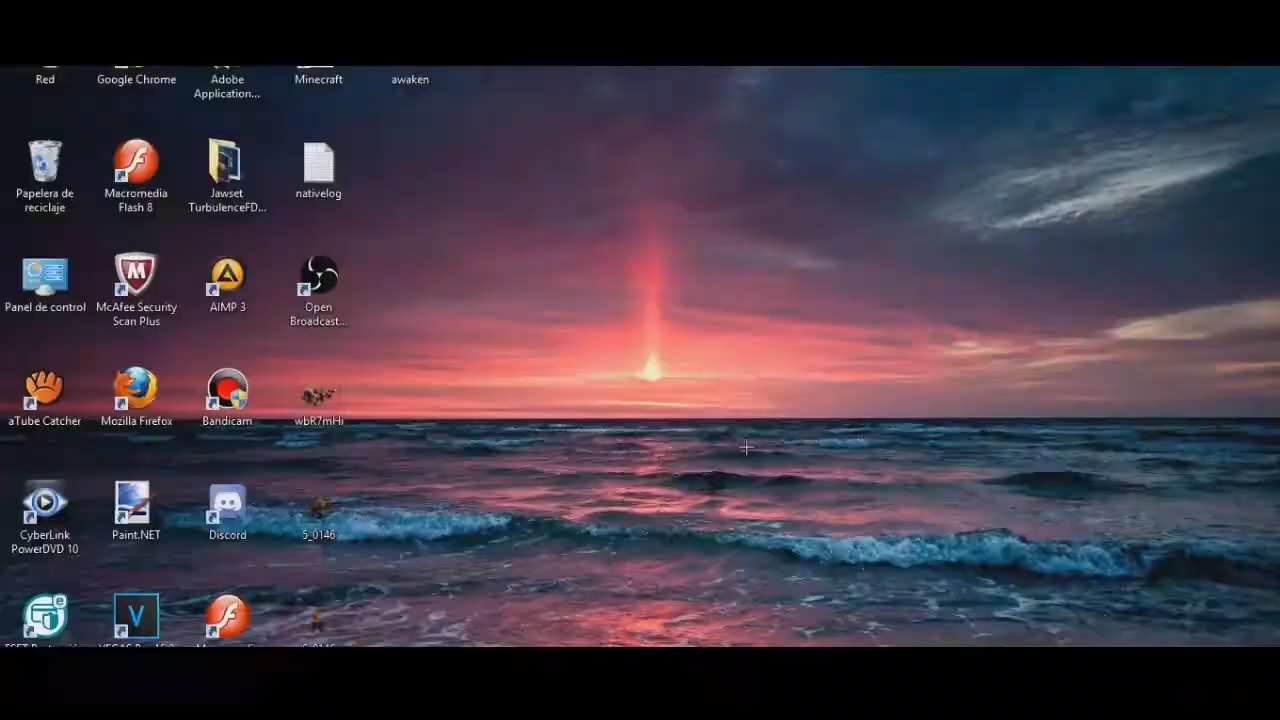 Red
Google Chrome
Adobe
Application...
Minecraft
awaken
Papelera de
reciclaje
Macromedia
Flash 8
Jawset
TurbulenceFD...
nativelog
Panel de control
McAfee Security
Scan Plus
AIMP 3
Open
Broadcast...
aTube Catcher
Mozilla Firefox
Bandicam
wbR7mHi
CyberLink
PowerDVD 10
Paint.NET
Discord
5_0146